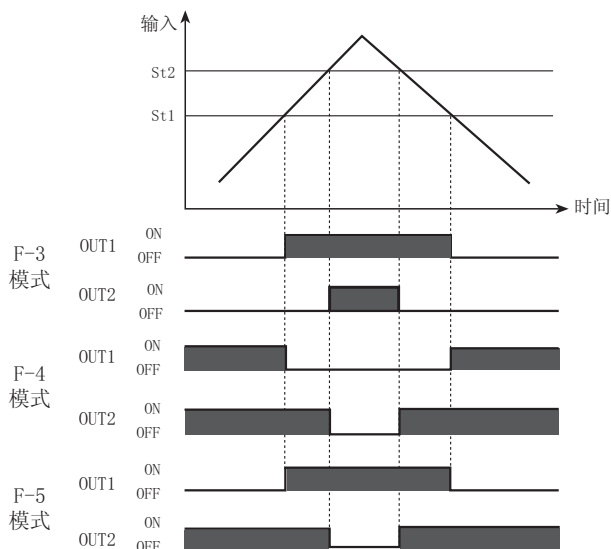 输入
St2
St1
时间
F-3
模式
OUT1
ON
OFF
OUT2
ON
OFF
F-4
模式
OUT1
ON
OFF
OUT2
ON
OFF
F-5
模式
OUT1
ON
OFF
OUT2
ON
OFF